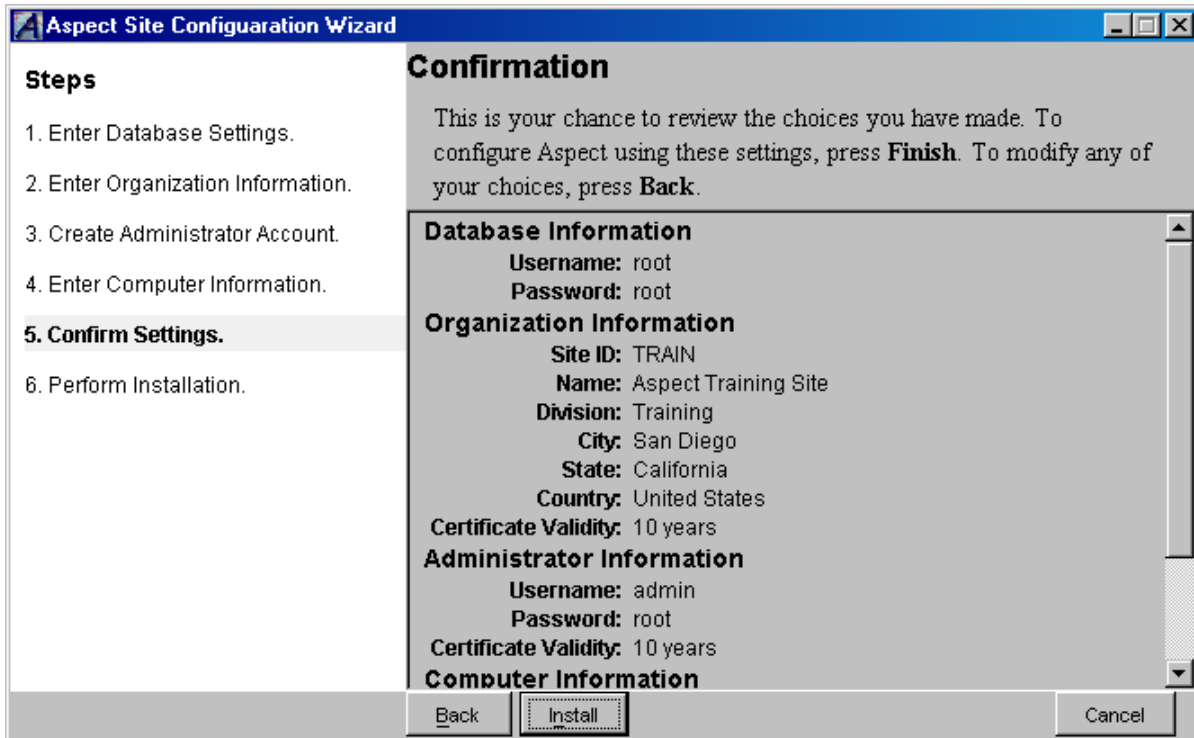 Aspect Site Configuaration Wizard
Steps
1. Enter Database Settings.
2. Enter Organization Information.
3. Create Administrator Account.
4. Enter Computer Information.
5. Confirm Settings.
6. Perform Installation.
Confirmation
This is your chance to review the choices you have made. To
configure Aspect using these settings, press Finish. To modify any of
your choices, press Back.
Database Information
Username: root
Password: root
Organization Information
Site ID: TRAIN
Name: Aspect Training Site
Division: Training
City: San Diego
State: California
Country: United States
Certificate Validity: 10 years
Administrator Information
Username: admin
Password: root
Certificate Validity: 10 years
Computer Information
Back
Install
Cancel